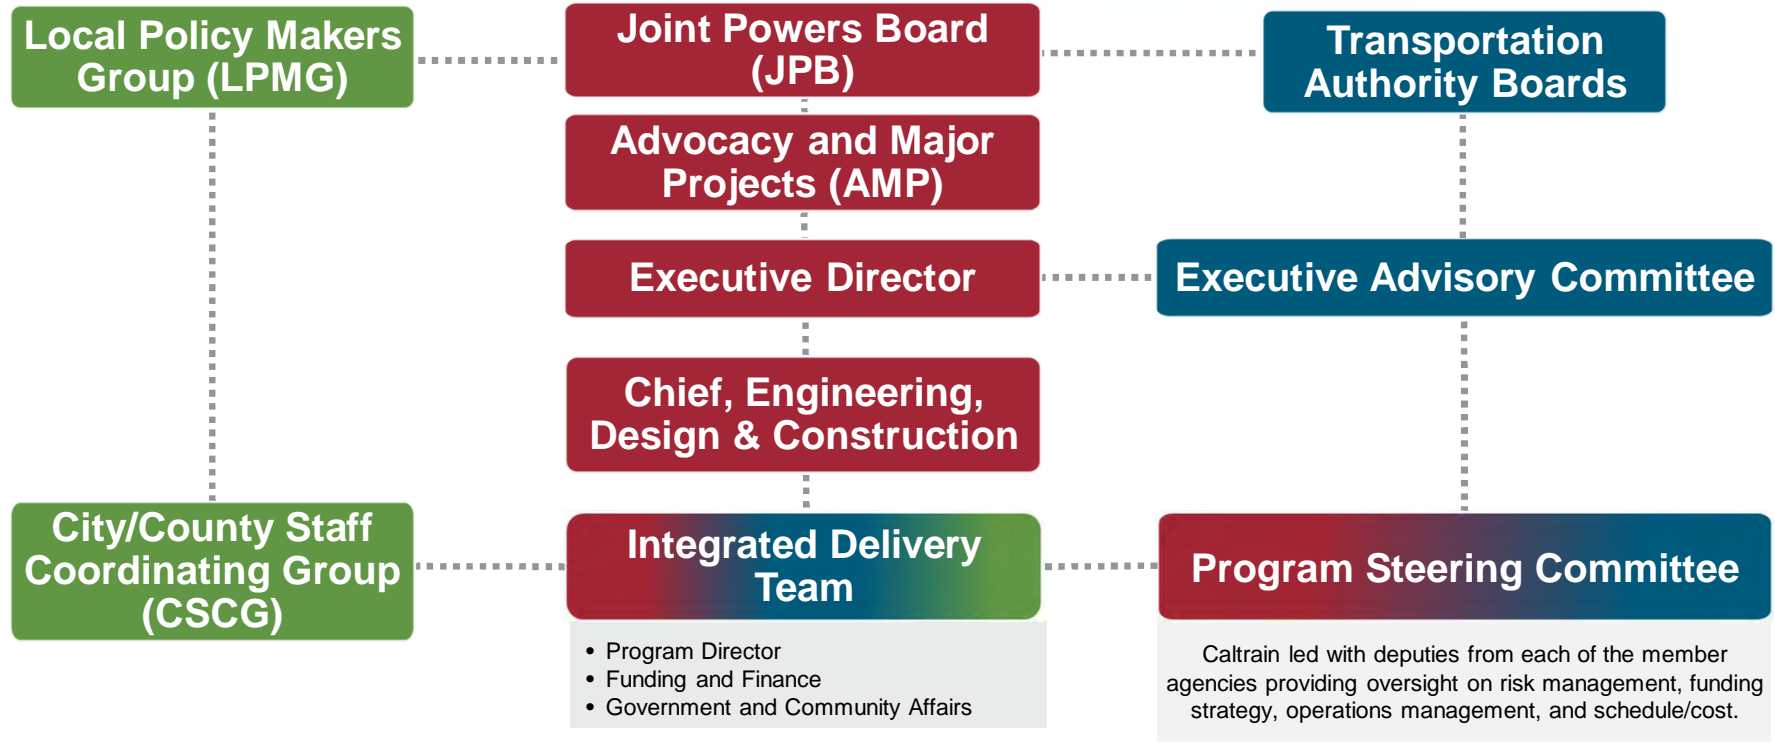 Local Policy Makers
Group (LPMG)
Joint Powers Board
(JPB)
Transportation
Authority Boards
Advocacy and Major
Projects (AMP)
Executive Director
Executive Advisory Committee
Chief, Engineering,
Design & Construction
City/County Staff
Coordinating Group
(CSCG)
Integrated Delivery
Team
• Program Director
• Funding and Finance
• Government and Community Affairs
Program Steering Committee
Caltrain led with deputies from each of the member
agencies providing oversight on risk management, funding
strategy, operations management, and schedule/cost.